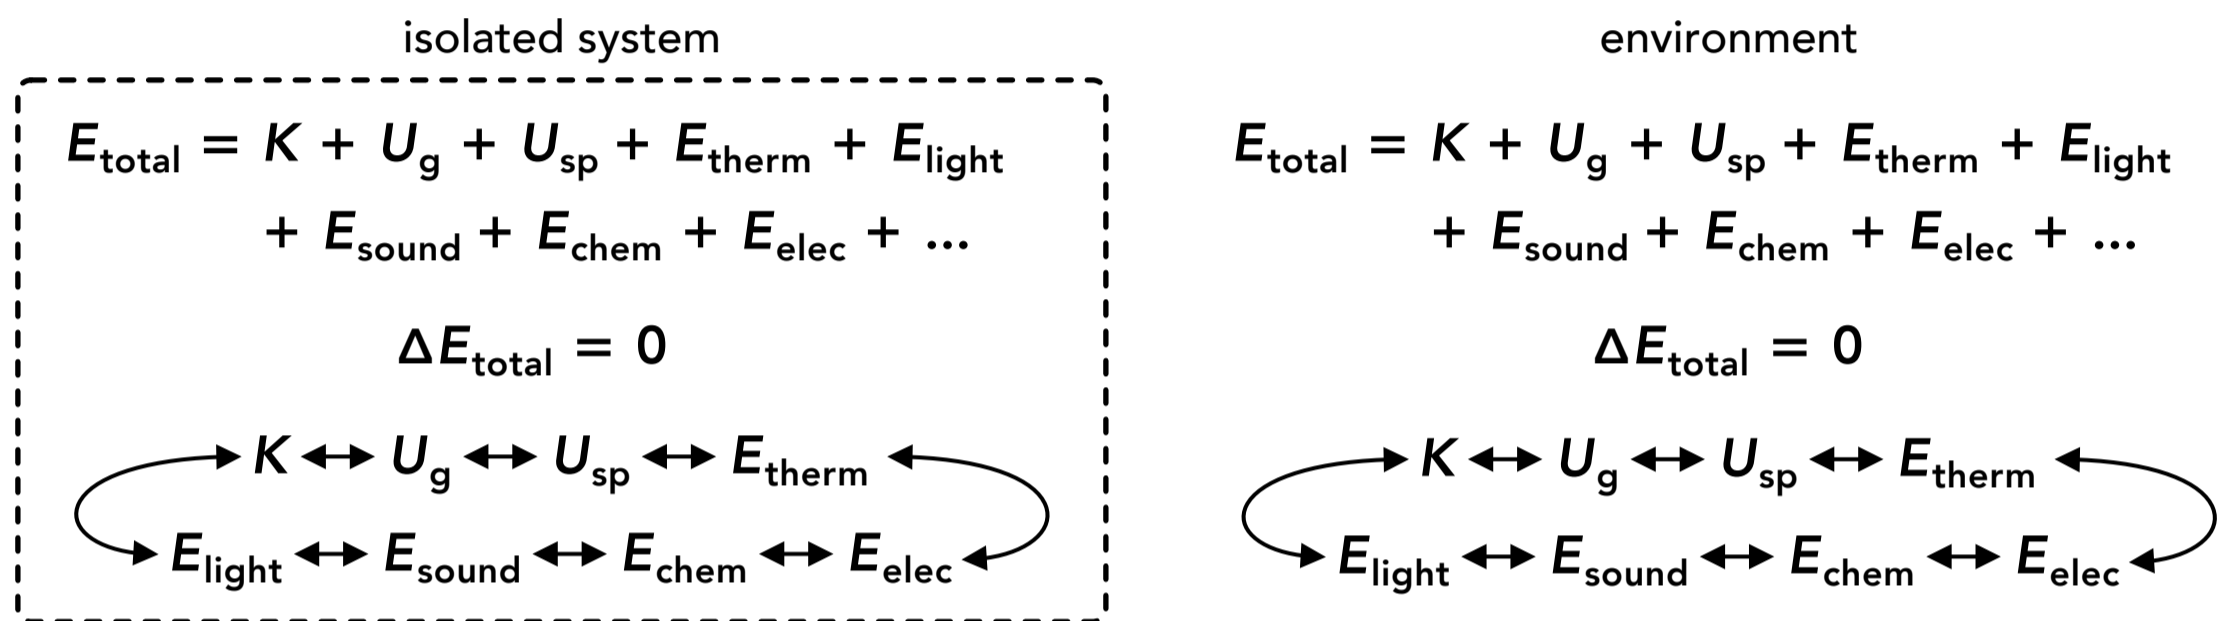 isolated system
E_total = K + U_g + U_sp + E_therm + E_light
+ E_sound + E_chem + E_elec + ...
ΔE_total = 0
K ↔ U_g ↔ U_sp ↔ E_therm
E_light ↔ E_sound ↔ E_chem ↔ E_elec
environment
E_total = K + U_g + U_sp + E_therm + E_light
+ E_sound + E_chem + E_elec + ...
ΔE_total = 0
K ↔ U_g ↔ U_sp ↔ E_therm
E_light ↔ E_sound ↔ E_chem ↔ E_elec